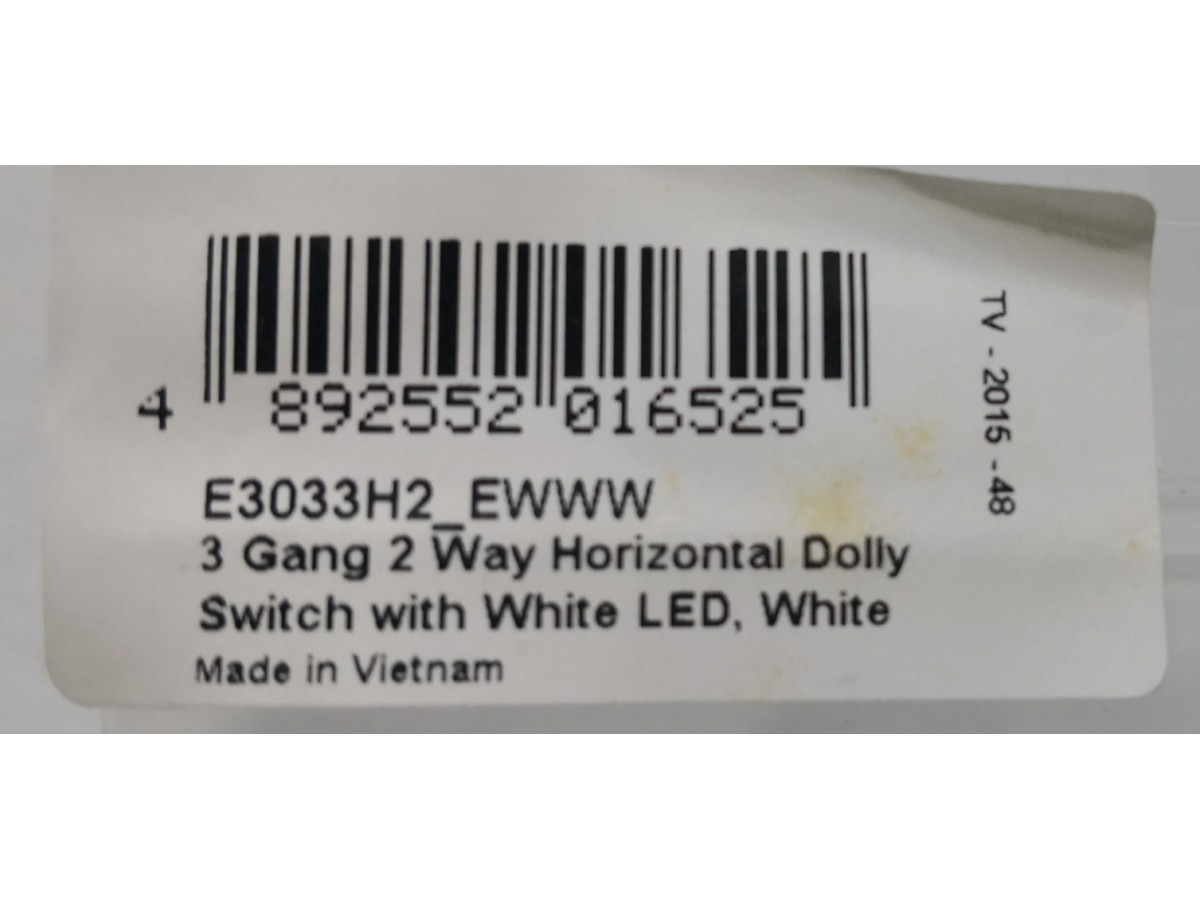 4 892552 016525
TV - 2015 - 48
E3033H2_EWWW
3 Gang 2 Way Horizontal Dolly
Switch with White LED, White
Made in Vietnam